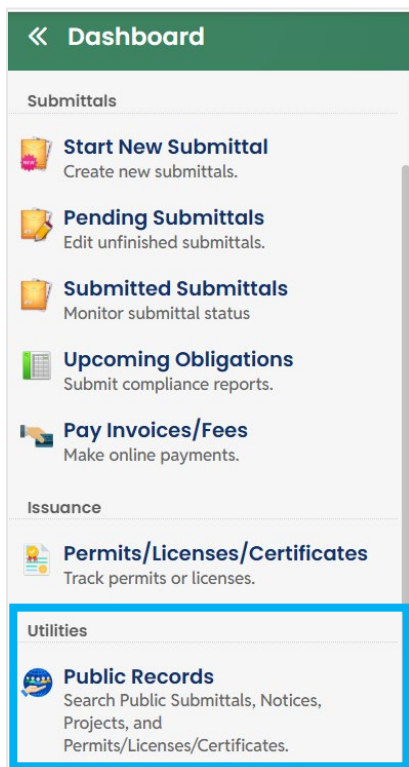 « Dashboard
Submittals
Start New Submittal
Create new submittals.
Pending Submittals
Edit unfinished submittals.
Submitted Submittals
Monitor submittal status
Upcoming Obligations
Submit compliance reports.
Pay Invoices/Fees
Make online payments.
Issuance
Permits/Licenses/Certificates
Track permits or licenses.
Utilities
Public Records
Search Public Submittals, Notices,
Projects, and
Permits/Licenses/Certificates.